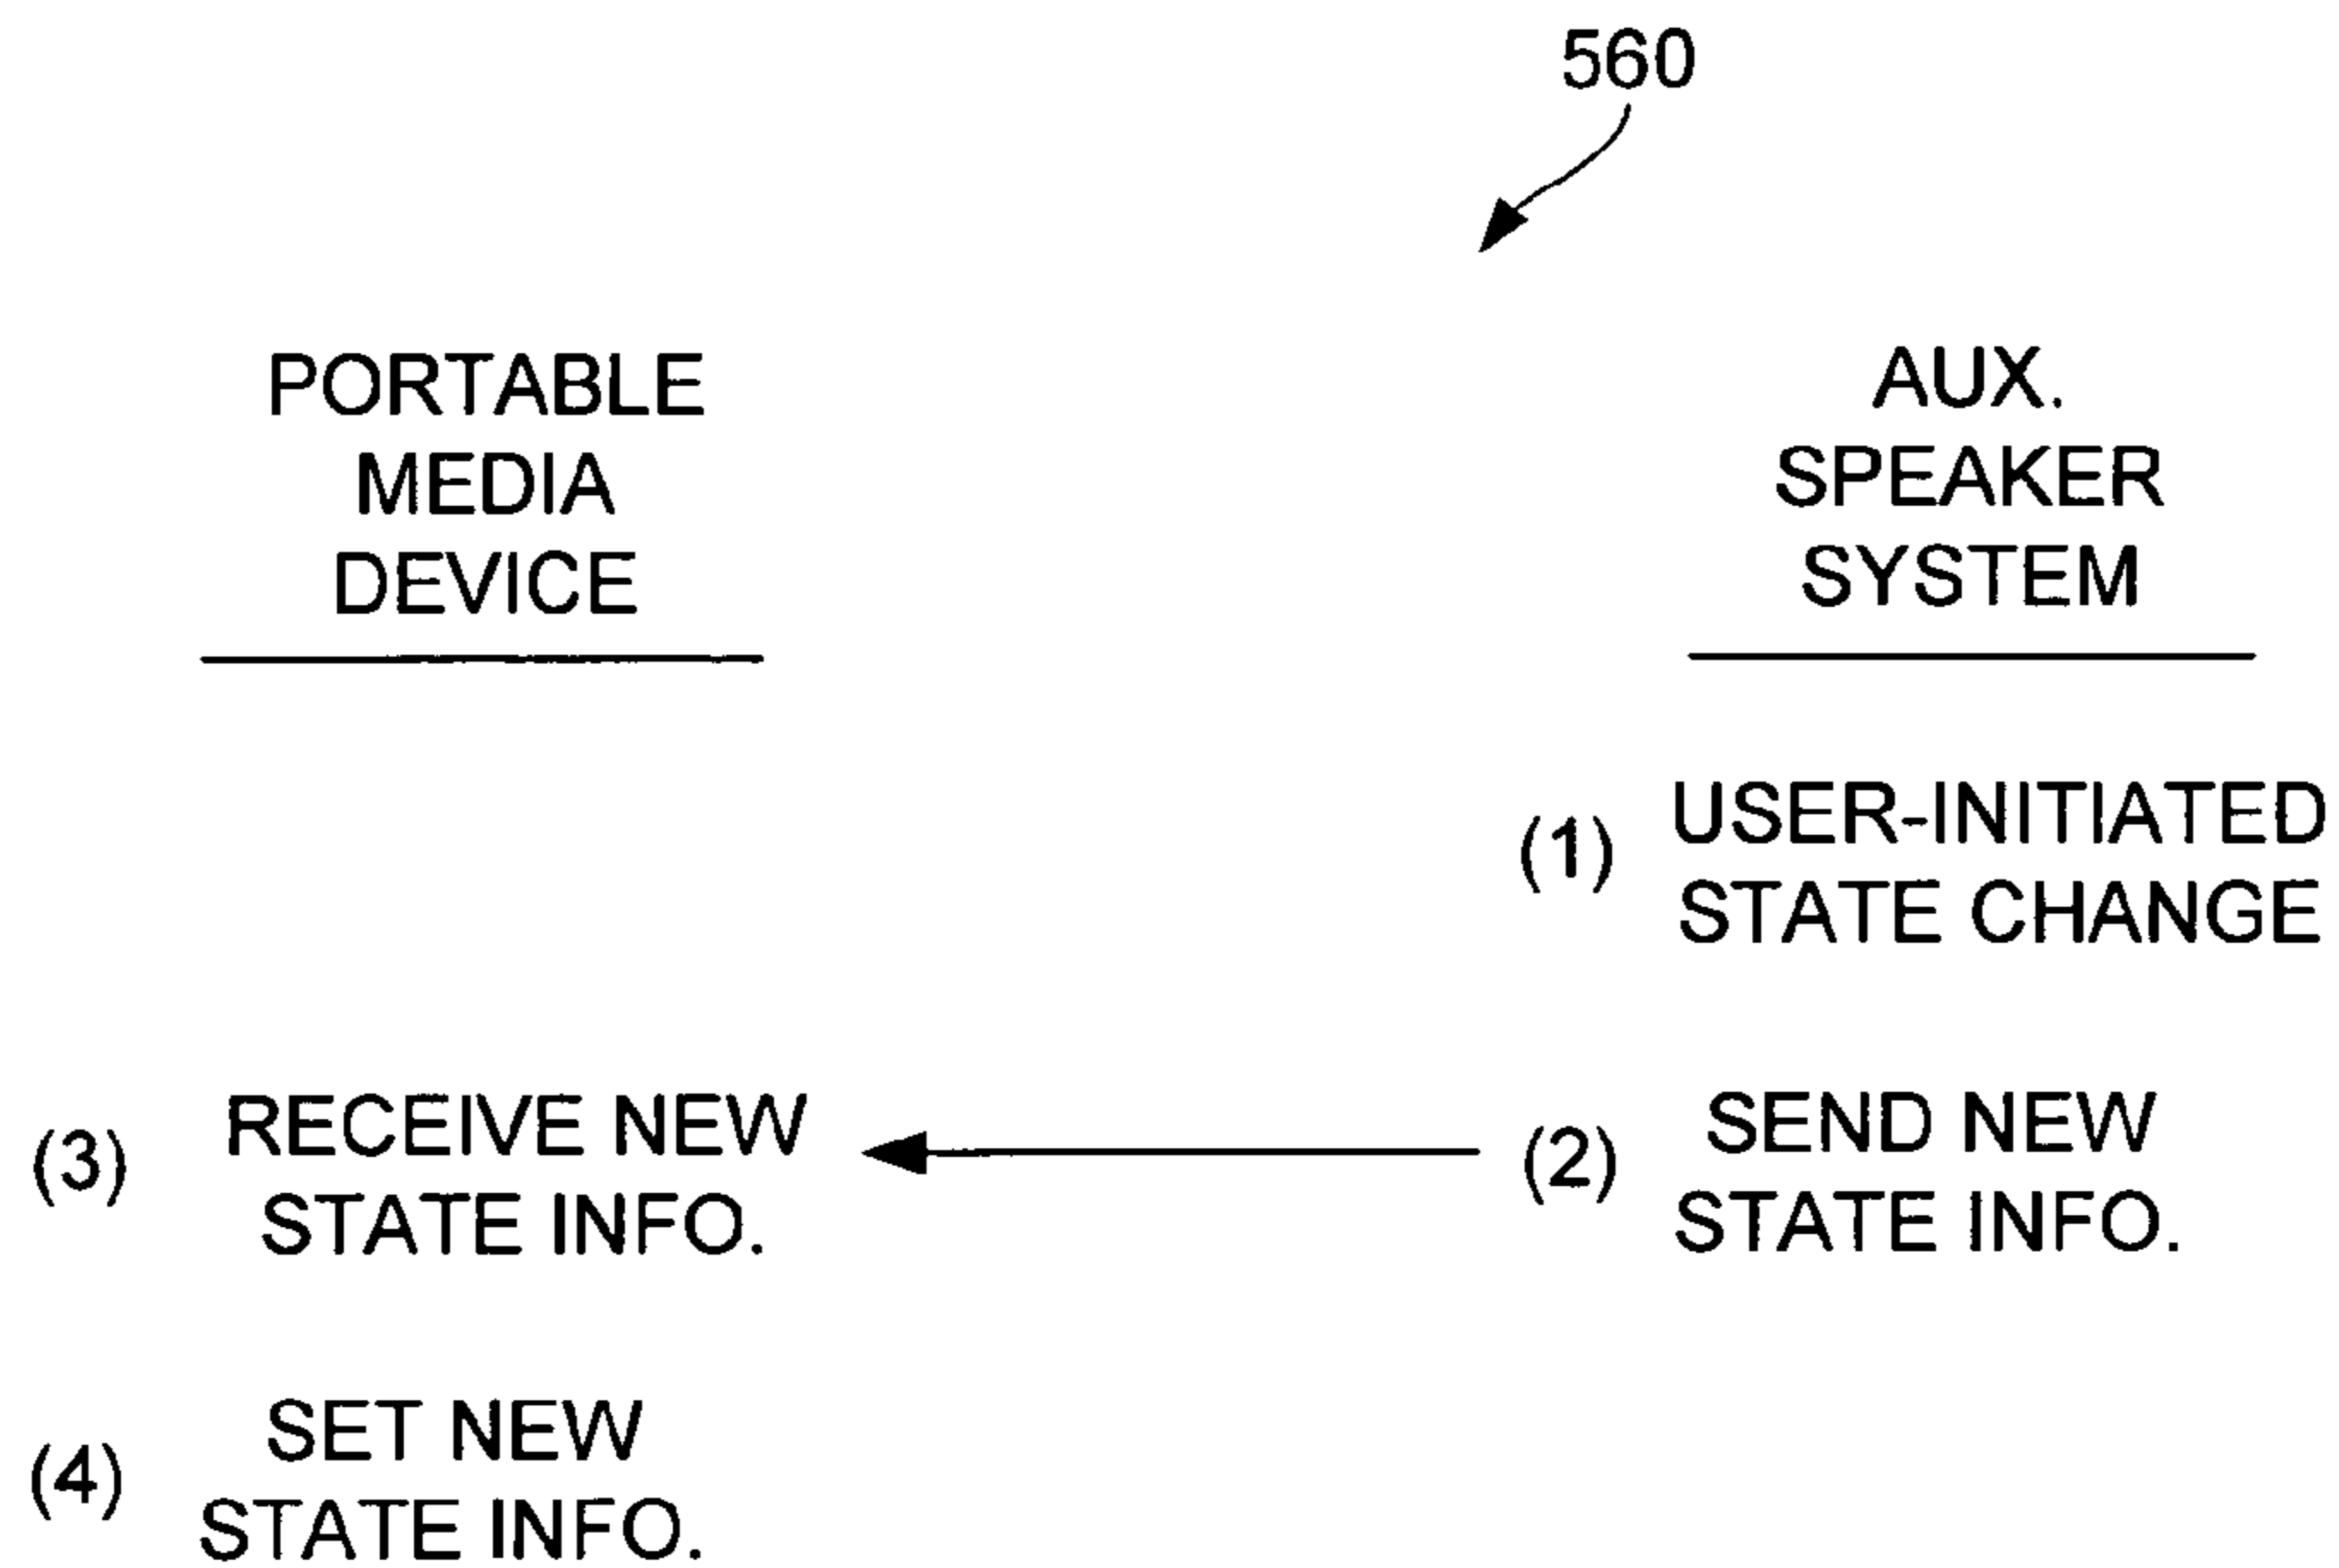 560
PORTABLE
MEDIA
DEVICE
AUX.
SPEAKER
SYSTEM
(1) USER-INITIATED
STATE CHANGE
(3) RECEIVE NEW
STATE INFO.
(2) SEND NEW
STATE INFO.
(4) SET NEW
STATE INFO.